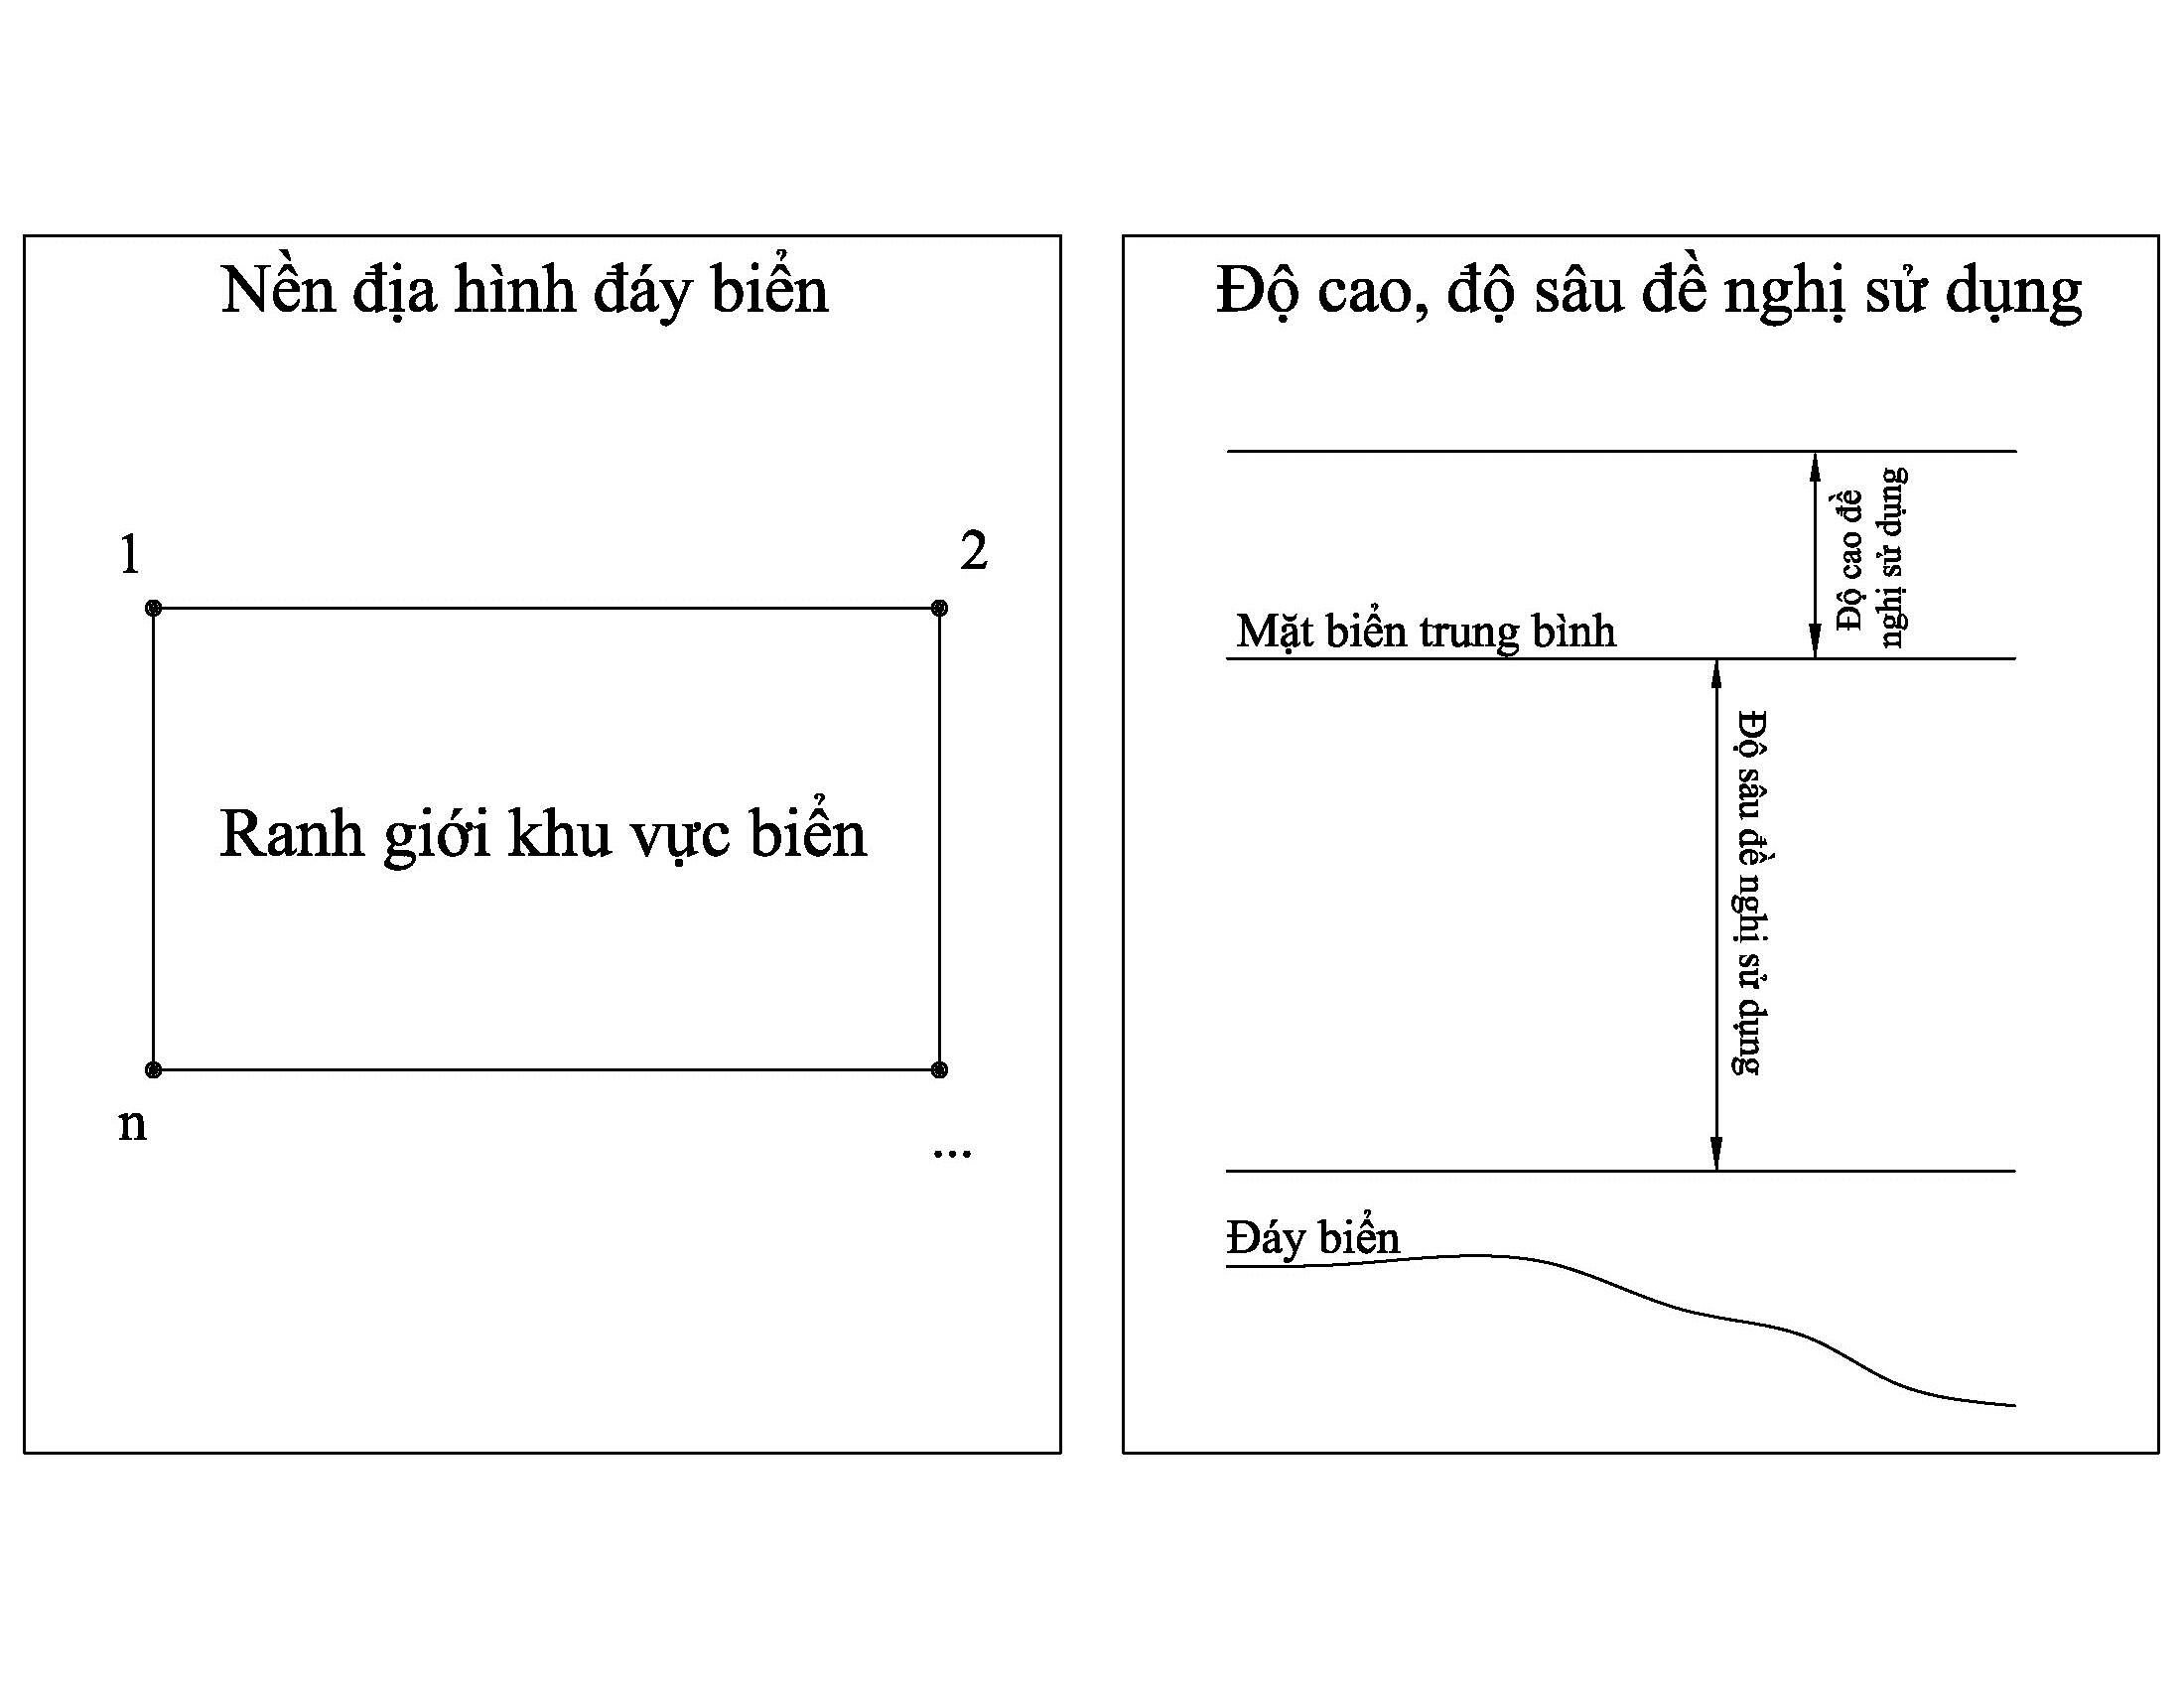 Nền địa hình đáy biển
1
2
Ranh giới khu vực biển
n
...
Độ cao, độ sâu đề nghị sử dụng
Độ cao đề
nghị sử dụng
Mặt biển trung bình
Độ sâu đề nghị sử dụng
Đáy biển